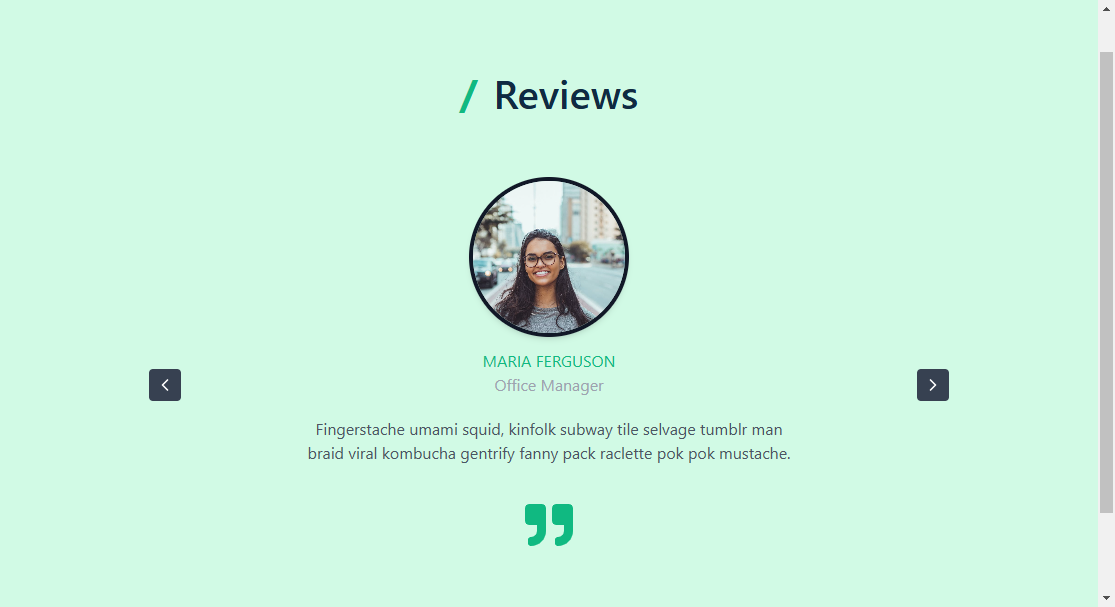 / Reviews
MARIA FERGUSON
Office Manager
Fingerstache umami squid, kinfolk subway tile selvage tumblr man
braid viral kombucha gentrify fanny pack raclette pok pok mustache.
”